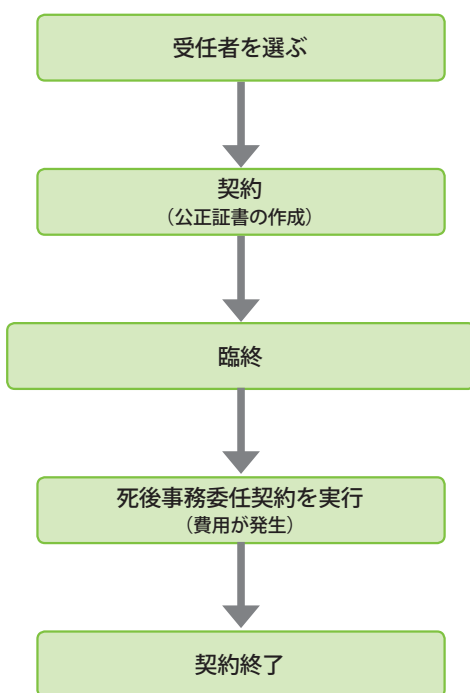 受任者を選ぶ
契約
（公正証書の作成）
臨終
死後事務委任契約を実行
（費用が発生）
契約終了